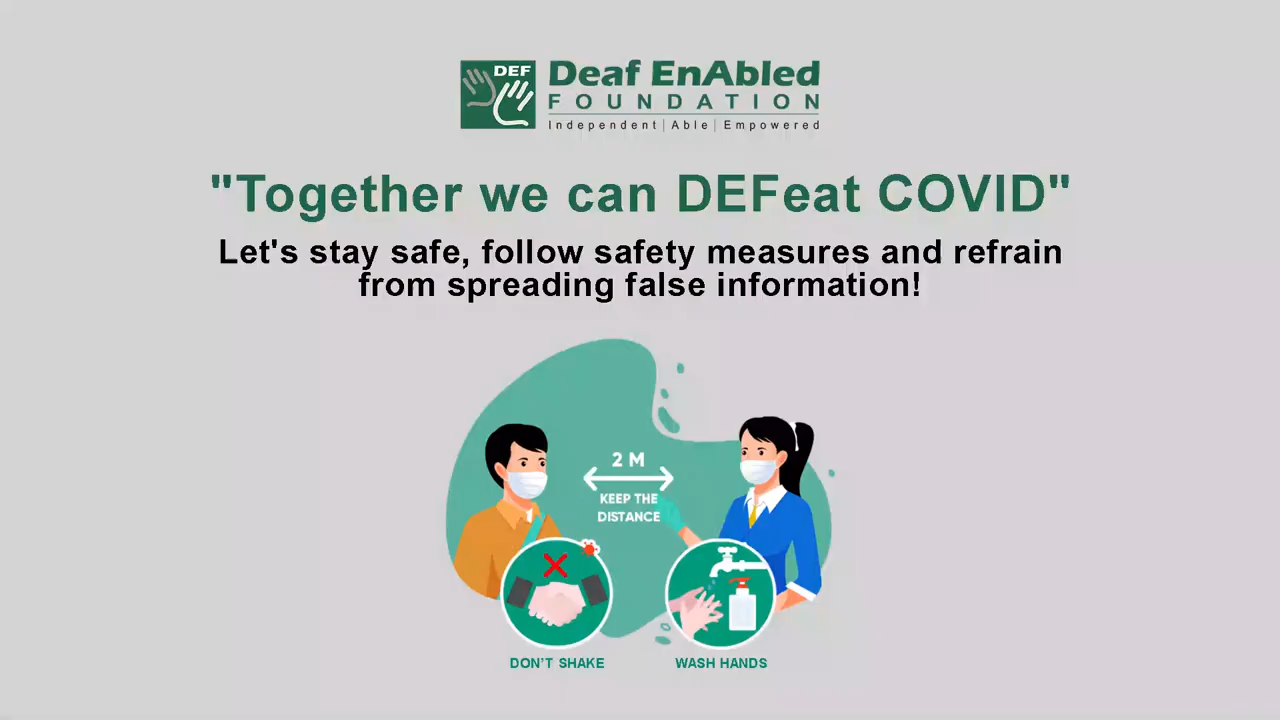 DEF
Deaf EnAbled
FOUNDATION
Independent|Able|Empowered
"Together we can DEFeat COVID"
Let's stay safe, follow safety measures and refrain
from spreading false information!
2 M
KEEP THE
DISTANCE
DON'T SHAKE
WASH HANDS